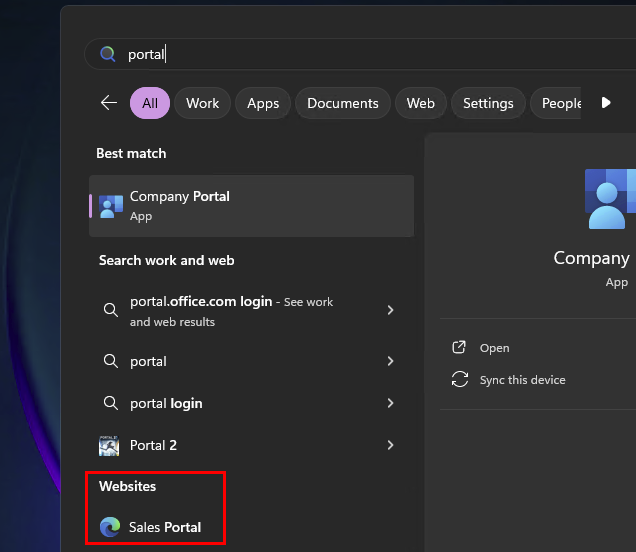 portal
All
Work
Apps
Documents
Web
Settings
People
Best match
Company Portal
App
Search work and web
portal.office.com login - See work
and web results
portal
portal login
Portal 2
Websites
Sales Portal
Company
App
Open
Sync this device